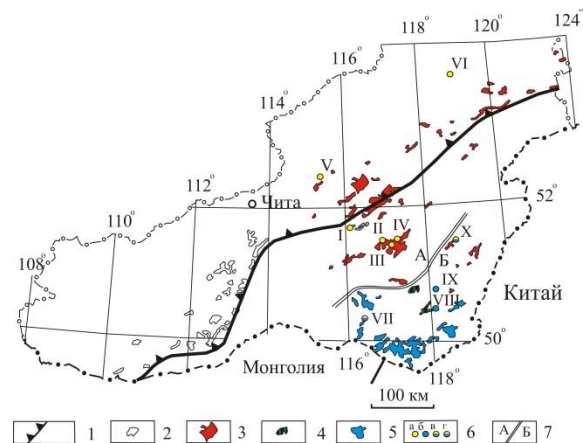 118°
120°
124°
116°
VI
114°
V
112°
Чита
52°
110°
I
II
IV
X
III
А
Б
108°
IX
Китай
VIII
VII
50°
Монголия
116°
118°
100 км
1
2
3
4
5
а б в г
6
А
Б
7